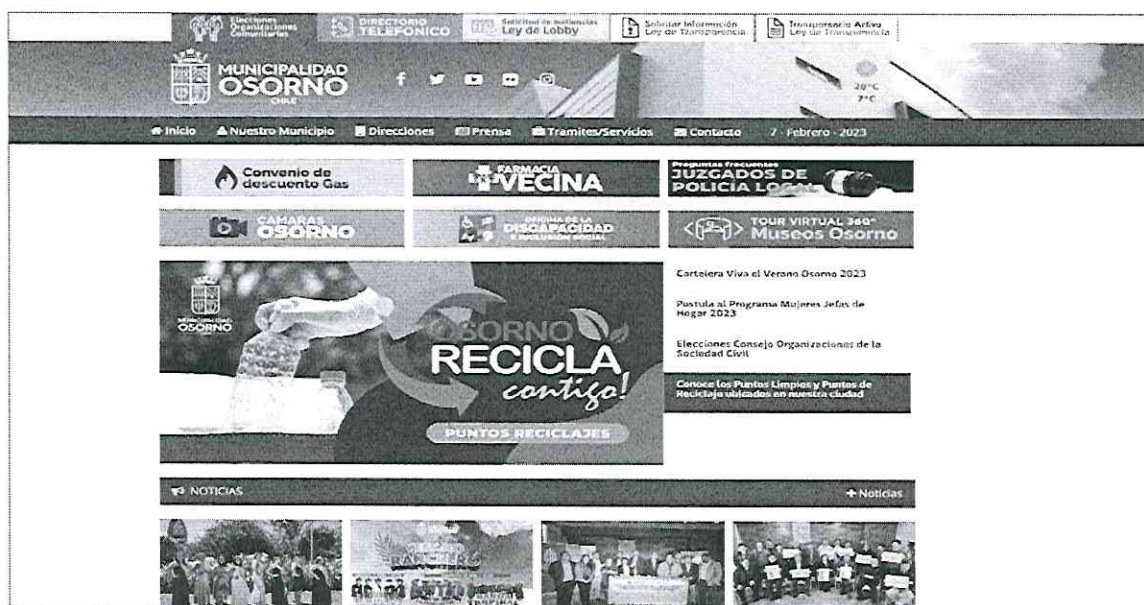 Elecciones
Organizaciones
Comunitarias
DIRECTORIO
TELEFÓNICO
Solicitud de audiencias
Ley de Lobby
Solicitar Información
Ley de Transparencia
Transparencia Activa
Ley de Transparencia
MUNICIPALIDAD
OSORNO
CHILE
20°C
7°C
Inicio
Nuestro Municipio
Direcciones
Prensa
Tramites/Servicios
Contacto
7 - Febrero - 2023
Convenio de
descuento Gas
FARMACIA
VECINA
Preguntas frecuentes
JUZGADOS DE
POLICÍA LOCAL
CAMARAS
OSORNO
OFICINA DE LA
DISCAPACIDAD
E INCLUSIÓN SOCIAL
TOUR VIRTUAL 360°
Museos Osorno
MUNICIPALIDAD
OSORNO
OSORNO
RECICLA
contigo!
PUNTOS RECICLAJES
Cartelera Viva el Verano Osorno 2023
Postula al Programa Mujeres Jefas de
Hogar 2023
Elecciones Consejo Organizaciones de la
Sociedad Civil
Conoce los Puntos Limpios y Puntos de
Reciclaje ubicados en nuestra ciudad
NOTICIAS
+ Noticias
RANCHERO